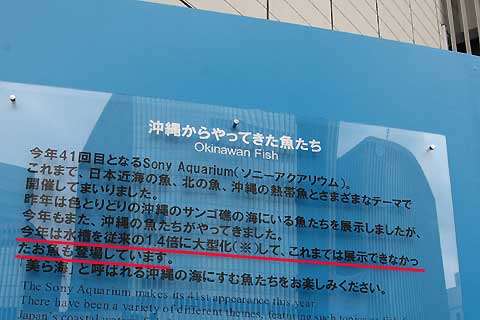 沖縄からやってきた魚たち
Okinawan Fish
今年41回目となるSony Aquarium(ソニーアクアリウム)。
これまで、日本近海の魚、北の魚、沖縄の熱帯魚とさまざまなテーマで
開催してまいりました。
昨年は色とりどりの沖縄のサンゴ礁の海にいる魚たちを展示しましたが、
今年もまた、沖縄の魚たちがやってきました。
今年は水槽を従来の1.4倍に大型化(※)して、これまでは展示できなかっ
たお魚も登場しています。
「美ら海」と呼ばれる沖縄の海にすむ魚たちをお楽しみください。
The Sony Aquarium makes its 41st appearance this year.
There have been a variety of different themes, featuring such
Japan's coastal